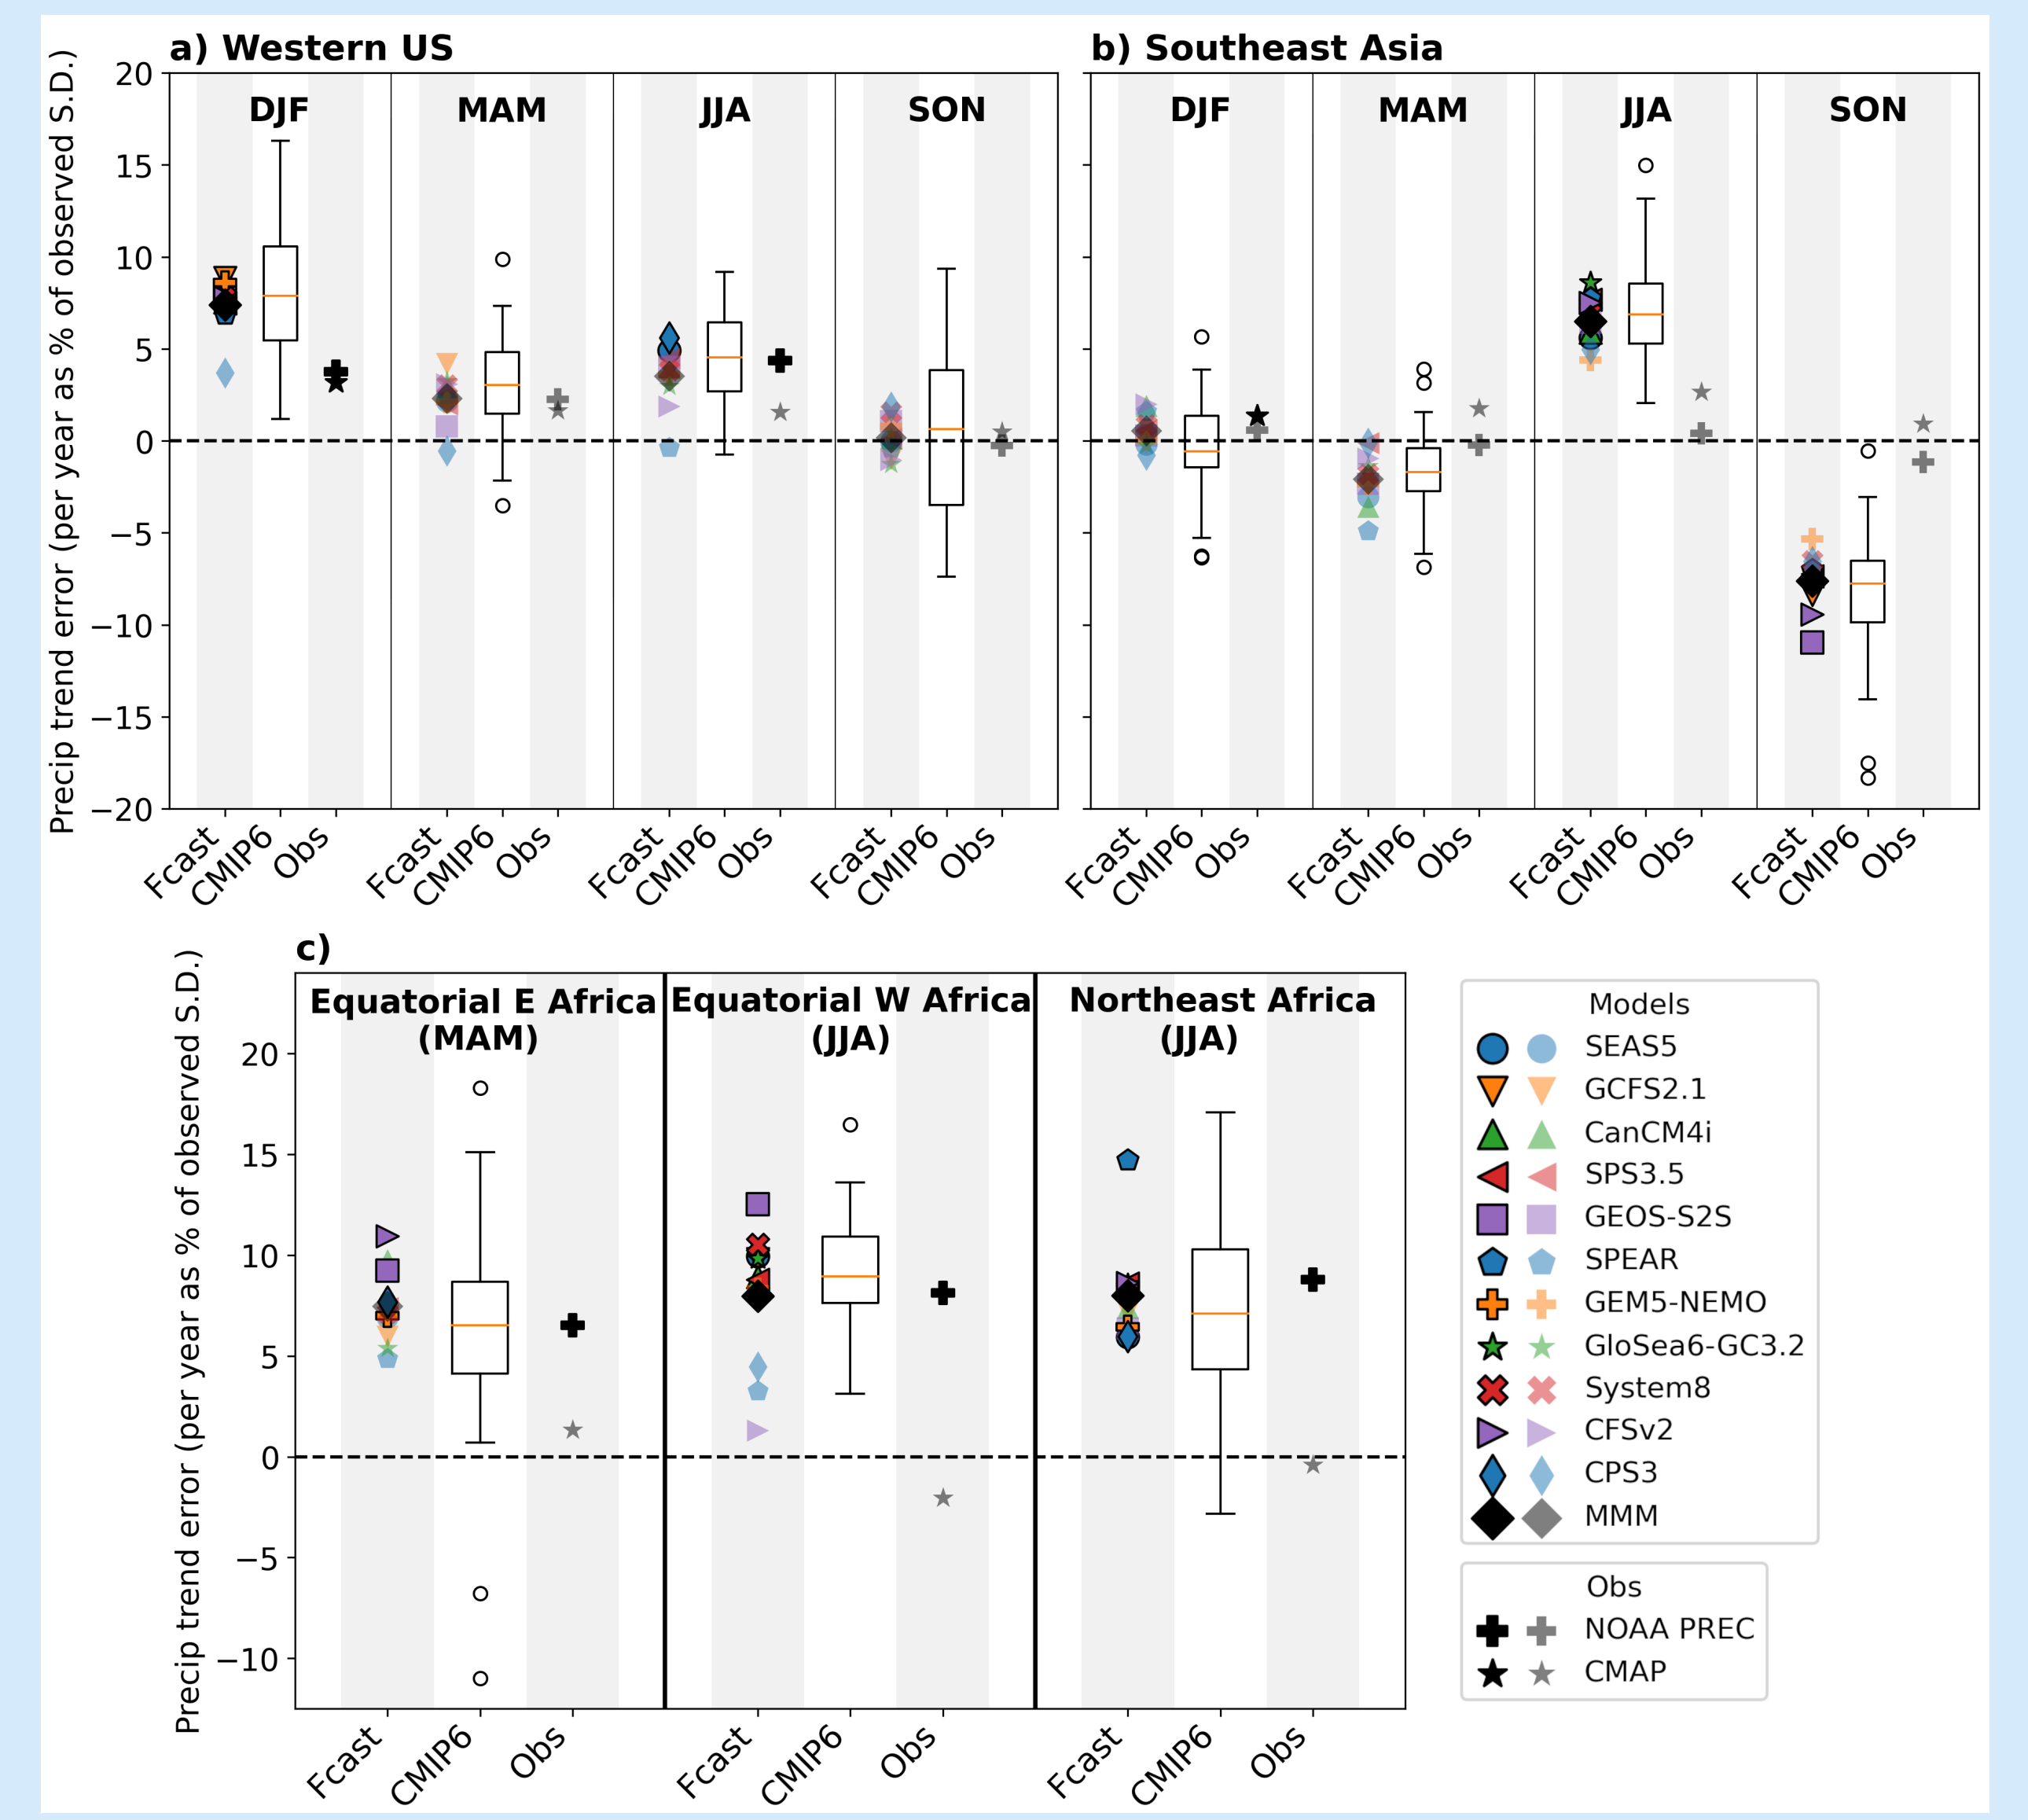 a) Western US
b) Southeast Asia
Precip trend error (per year as % of observed S.D.)
20
15
10
5
0
−5
−10
−15
−20
DJF
MAM
JJA
SON
DJF
MAM
JJA
SON
Fcast
CMIP6
Obs
Fcast
CMIP6
Obs
Fcast
CMIP6
Obs
Fcast
CMIP6
Obs
Fcast
CMIP6
Obs
Fcast
CMIP6
Obs
Fcast
CMIP6
Obs
Fcast
CMIP6
Obs
c)
Precip trend error (per year as % of observed S.D.)
20
15
10
5
0
−5
−10
Equatorial E Africa
(MAM)
Equatorial W Africa
(JJA)
Northeast Africa
(JJA)
Fcast
CMIP6
Obs
Fcast
CMIP6
Obs
Fcast
CMIP6
Obs
Models
SEAS5
GCFS2.1
CanCM4i
SPS3.5
GEOS-S2S
SPEAR
GEM5-NEMO
GloSea6-GC3.2
System8
CFSv2
CPS3
MMM
Obs
NOAA PREC
CMAP